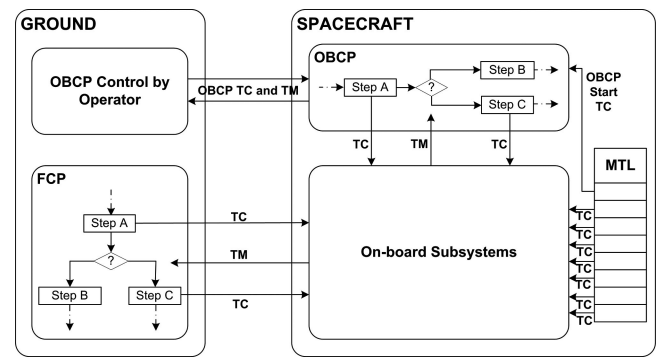 GROUND
SPACECRAFT
OBCP Control by
Operator
OBCP TC and TM
OBCP
Step A
?
Step B
Step C
OBCP
Start
TC
TC
TM
TC
MTL
FCP
Step A
?
Step B
Step C
TC
TM
TC
On-board Subsystems
TC
TC
TC
TC
TC
TC
TC